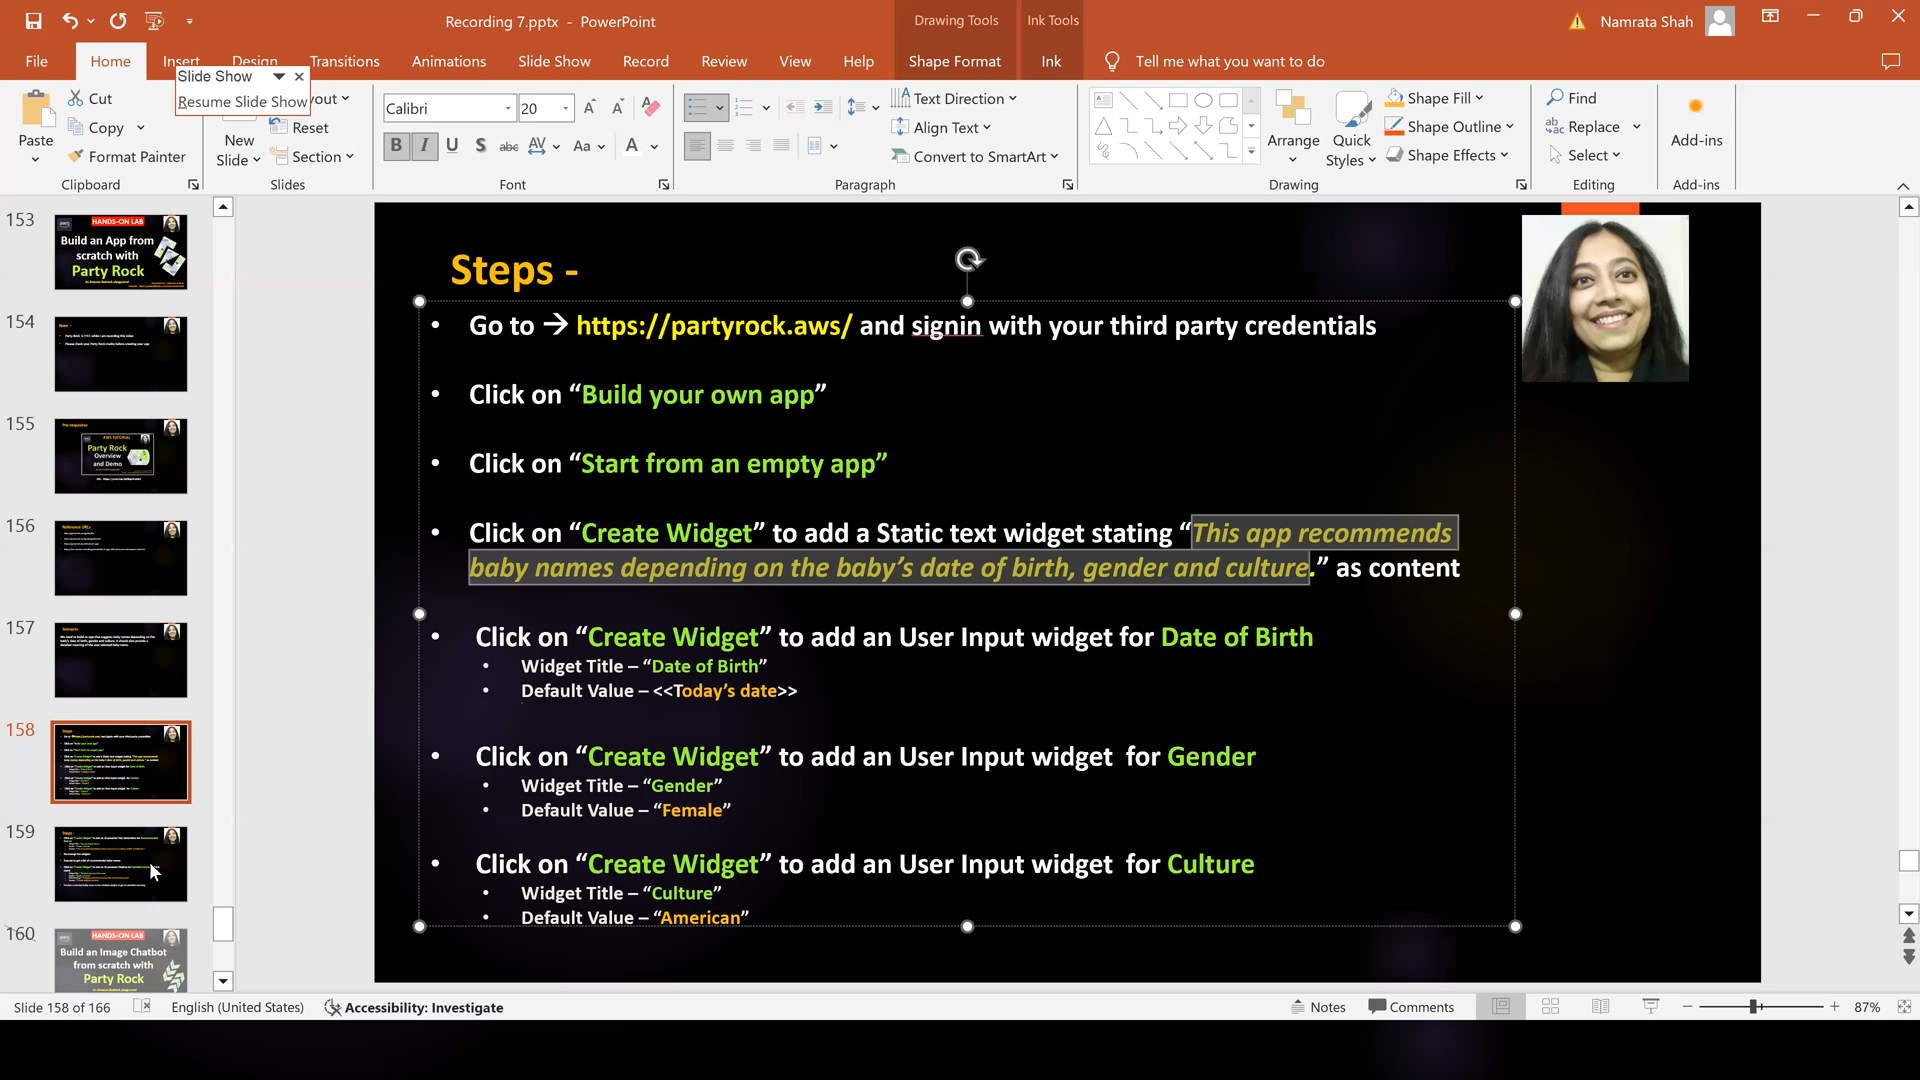 Recording 7.pptx - PowerPoint
Drawing Tools
Ink Tools
Namrata Shah
File
Home
Insert
Design
Transitions
Animations
Slide Show
Record
Review
View
Help
Shape Format
Ink
Tell me what you want to do
Slide Show
Resume Slide Show
Paste
Cut
Copy
Format Painter
Clipboard
New Slide
Reset
Section
Slides
Calibri
20
Font
Text Direction
Align Text
Convert to SmartArt
Paragraph
Arrange
Quick Styles
Shape Fill
Shape Outline
Shape Effects
Drawing
Find
Replace
Select
Editing
Add-ins
Add-ins
153
HANDS-ON LAB
Build an App from
scratch with
Party Rock
154
155
AWS TUTORIAL
Party Rock
Overview
and Demo
156
Reference URLs
157
Scenario
158
159
160
HANDS-ON LAB
Build an Image Chatbot
from scratch with
Party Rock
Steps -
• Go to → https://partyrock.aws/ and signin with your third party credentials
• Click on “Build your own app”
• Click on “Start from an empty app”
• Click on “Create Widget” to add a Static text widget stating “This app recommends
baby names depending on the baby’s date of birth, gender and culture.” as content
• Click on “Create Widget” to add an User Input widget for Date of Birth
• Widget Title – “Date of Birth”
• Default Value – <<Today’s date>>
• Click on “Create Widget” to add an User Input widget for Gender
• Widget Title – “Gender”
• Default Value – “Female”
• Click on “Create Widget” to add an User Input widget for Culture
• Widget Title – “Culture”
• Default Value – “American”
Slide 158 of 166
English (United States)
Accessibility: Investigate
Notes
Comments
87%